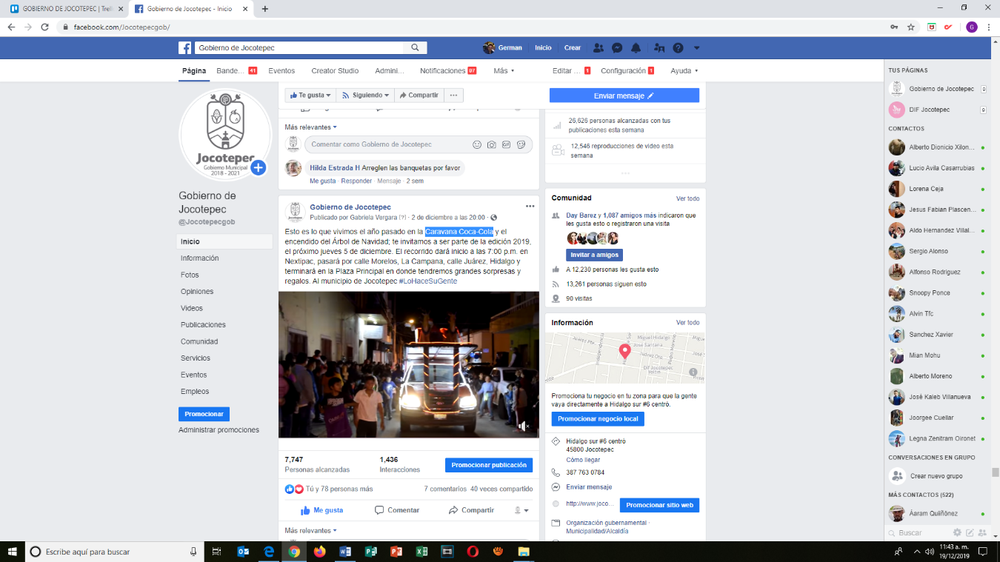 GOBIERNO DE JOCOTEPEC | Trell
Gobierno de Jocotepec - Inicio
facebook.com/Jocotepecgob/
G
Gobierno de Jocotepec
German
Inicio
Crear
Página
Bande... 41
Eventos
Creator Studio
Admini...
Notificaciones 97
Más
Editar ... 1
Configuración 1
Ayuda
Jocotepec
Gobierno Municipal
2018 - 2021
Gobierno de
Jocotepec
@Jocotepecgob
Inicio
Información
Fotos
Opiniones
Videos
Publicaciones
Comunidad
Servicios
Eventos
Empleos
Promocionar
Administrar promociones
Te gusta
Siguiendo
Compartir
Más relevantes
Comentar como Gobierno de Jocotepec
GIF
Hilda Estrada H Arreglen las banquetas por favor
Me gusta · Responder · Mensaje · 2 sem
Gobierno de Jocotepec
Publicado por Gabriela Vergara [?] · 2 de diciembre a las 20:00 ·
Esto es lo que vivimos el año pasado en la Caravana Coca-Cola y el
encendido del Árbol de Navidad; te invitamos a ser parte de la edición 2019,
el próximo jueves 5 de diciembre. El recorrido dará inicio a las 7:00 p.m. en
Nextipac, pasará por calle Morelos, La Campana, calle Juárez, Hidalgo y
terminará en la Plaza Principal en donde tendremos grandes sorpresas y
regalos. Al municipio de Jocotepec #LoHaceSuGente
7,747
Personas alcanzadas
1,436
Interacciones
Promocionar publicación
Tú y 78 personas más
7 comentarios 40 veces compartido
Me gusta
Comentar
Compartir
Más relevantes
Enviar mensaje
26,626 personas alcanzadas con tus
publicaciones esta semana
12,546 reproducciones de video esta
semana
Comunidad
Ver todo
Day Barez y 1,087 amigos más indicaron que
les gusta esto o registraron una visita
Invitar a amigos
A 12,230 persones les gusta esto
13,261 personas siguen esto
90 visitas
Información
Ver todo
Miguel Hidalgo
José Santana
Juárez Ote.
Dif Jocotepec
Promociona tu negocio en tu zona para que la gente
vaya directamente a Hidalgo sur #6 centrò.
Promocionar negocio local
Hidalgo sur #6 centrò
45800 Jocotepec
Cómo llegar
387 763 0784
Enviar mensaje
http://www.joco...
Promocionar sitio web
Organización gubernamental ·
Municipalidad/Alcaldía
TUS PÁGINAS
Gobierno de Jocotepec 9
DIF Jocotepec 9
CONTACTOS
Alberto Dionicio Xilon...
Lucio Avila Casarrubias
Lorena Ceja
Jesus Fabian Plascen...
Aldo Hernandez Villal...
Sergio Alonso
Alfonso Rodriguez
Snoopy Ponce
Alvin Tfc
Sanchez Xavier
Mian Mohu
Alberto Moreno
José Kaleb Villanueva
Joorgee Cuellar
Legna Zenitram Oironet
CONVERSACIONES EN GRUPO
Crear nuevo grupo
MÁS CONTACTOS (522)
Áaram Quiiñònez
Buscar
Escribe aquí para buscar
11:43 a. m.
19/12/2019